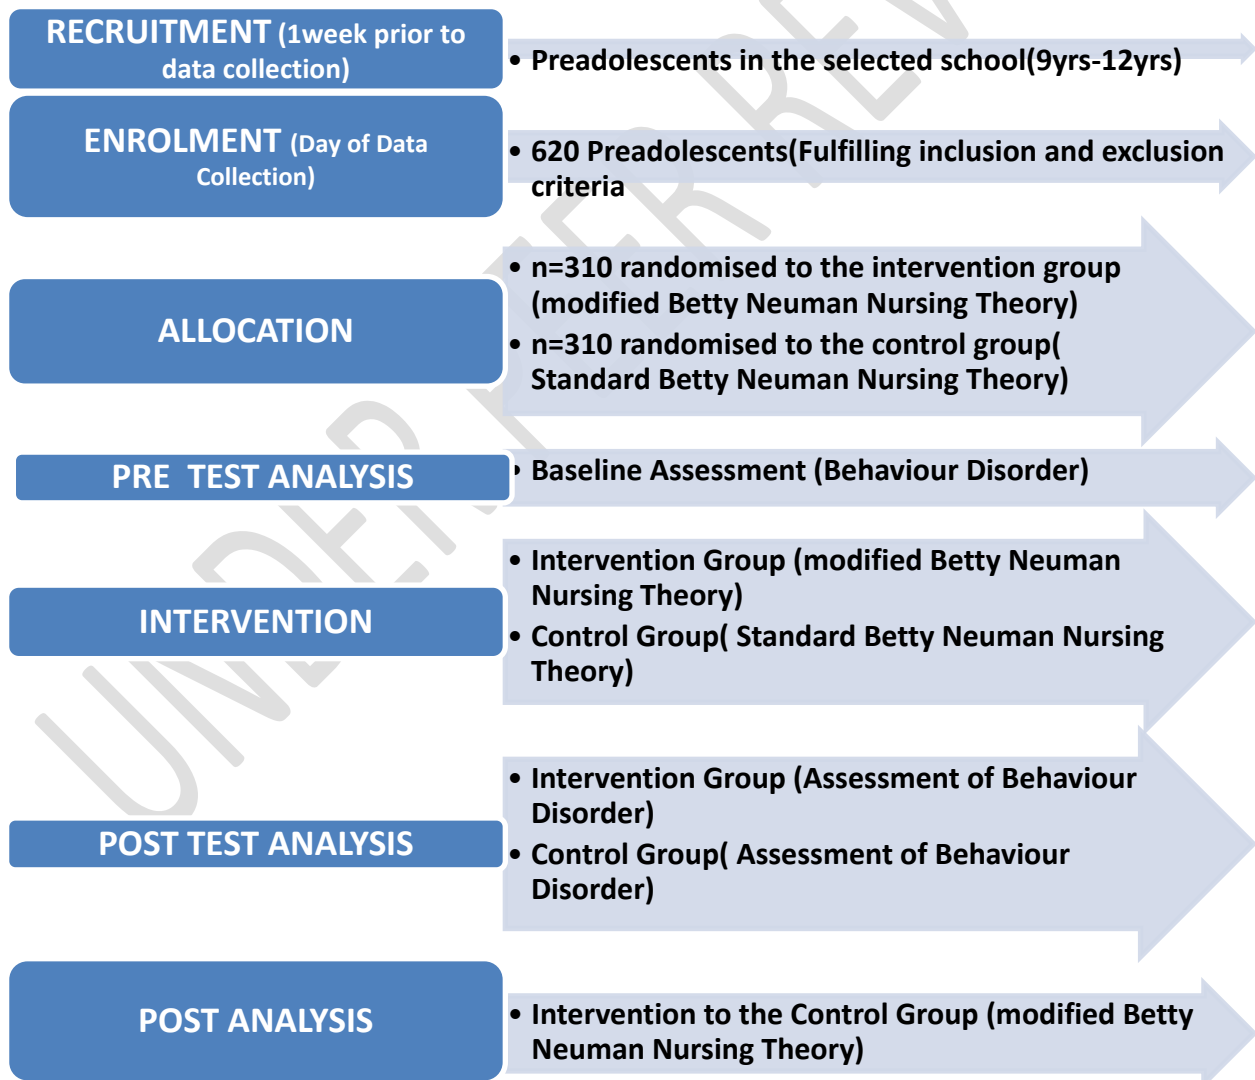 RECRUITMENT (1week prior to
data collection)
• Preadolescents in the selected school(9yrs-12yrs)
ENROLMENT (Day of Data
Collection)
• 620 Preadolescents(Fulfilling inclusion and exclusion
criteria
ALLOCATION
• n=310 randomised to the intervention group
(modified Betty Neuman Nursing Theory)
• n=310 randomised to the control group(
Standard Betty Neuman Nursing Theory)
PRE TEST ANALYSIS
• Baseline Assessment (Behaviour Disorder)
INTERVENTION
• Intervention Group (modified Betty Neuman
Nursing Theory)
• Control Group( Standard Betty Neuman Nursing
Theory)
POST TEST ANALYSIS
• Intervention Group (Assessment of Behaviour
Disorder)
• Control Group( Assessment of Behaviour
Disorder)
POST ANALYSIS
• Intervention to the Control Group (modified Betty
Neuman Nursing Theory)